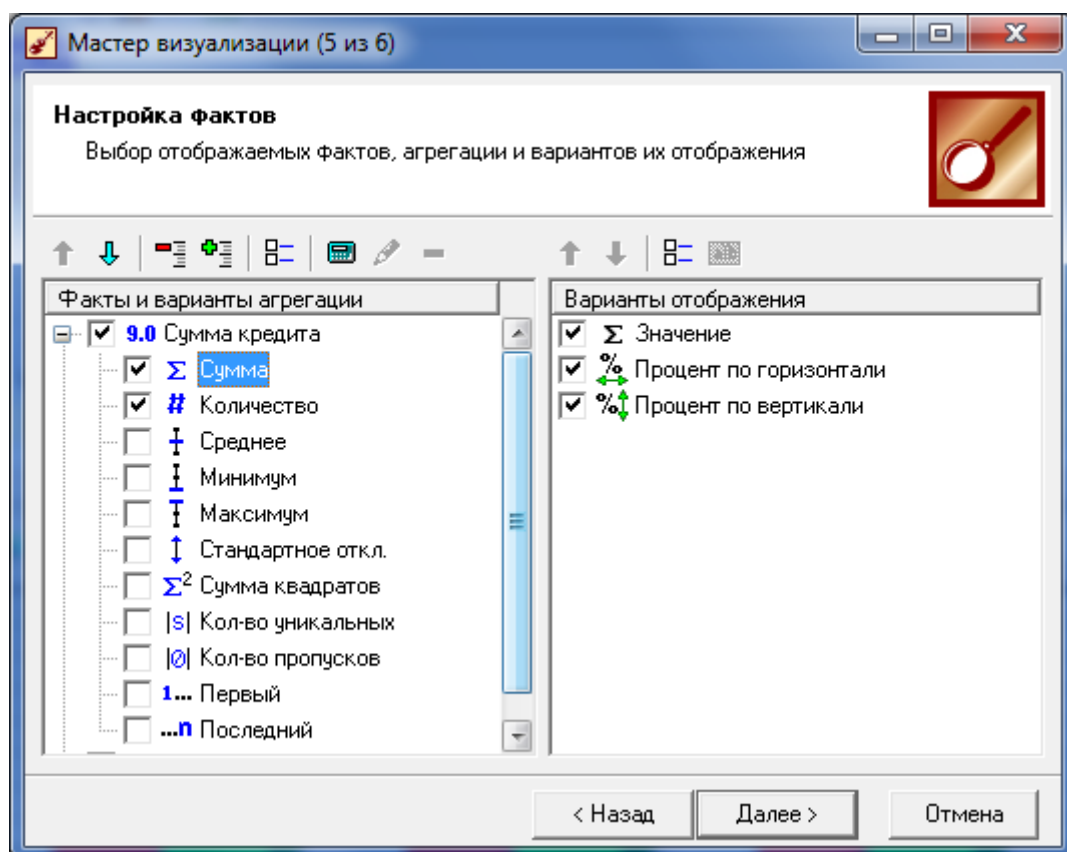 Мастер визуализации (5 из 6)
Настройка фактов
Выбор отображаемых фактов, агрегации и вариантов их отображения
Факты и варианты агрегации
9.0 Сумма кредита
Σ Сумма
# Количество
Среднее
Минимум
Максимум
Стандартное откл.
Σ² Сумма квадратов
|S| Кол-во уникальных
|0| Кол-во пропусков
1... Первый
...n Последний
Варианты отображения
Σ Значение
% Процент по горизонтали
% Процент по вертикали
< Назад
Далее >
Отмена